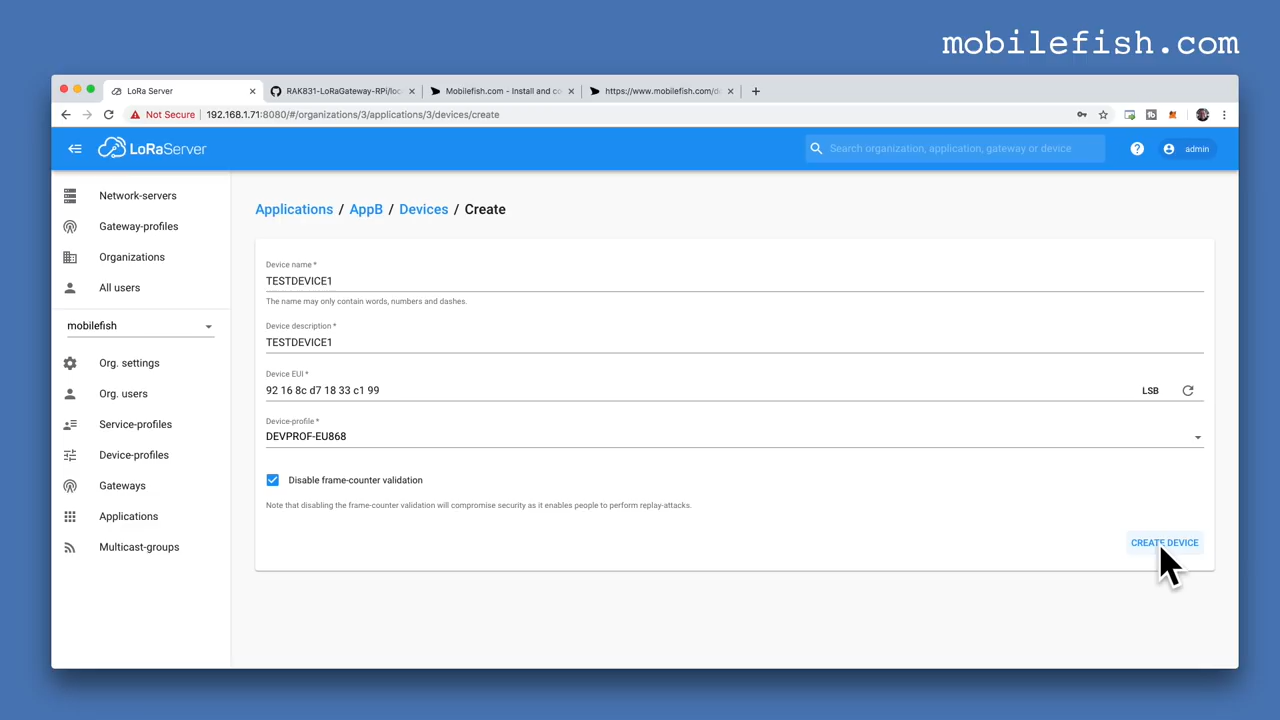 mobilefish.com
LoRa Server
RAK831-LoRaGateway-RPi/loc
Mobilefish.com - Install and co
https://www.mobilefish.com/d
Not Secure
192.168.1.71:8080/#/organizations/3/applications/3/devices/create
LoRaServer
Search organization, application, gateway or device
admin
Network-servers
Gateway-profiles
Organizations
All users
mobilefish
Org. settings
Org. users
Service-profiles
Device-profiles
Gateways
Applications
Multicast-groups
Applications / AppB / Devices / Create
Device name *
TESTDEVICE1
The name may only contain words, numbers and dashes.
Device description *
TESTDEVICE1
Device EUI *
92 16 8c d7 18 33 c1 99
LSB
Device-profile *
DEVPROF-EU868
Disable frame-counter validation
Note that disabling the frame-counter validation will compromise security as it enables people to perform replay-attacks.
CREATE DEVICE